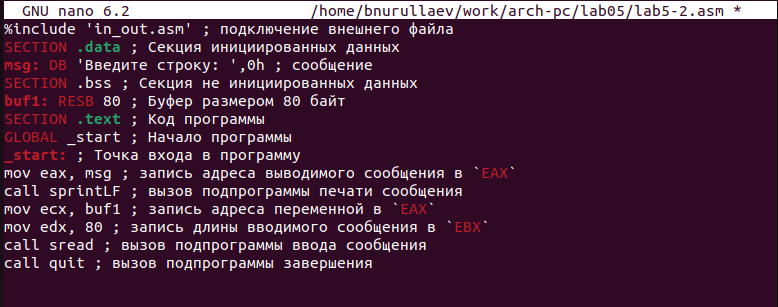 GNU nano 6.2 /home/bnurullaev/work/arch-pc/lab05/lab5-2.asm *
%include 'in_out.asm' ; подключение внешнего файла
SECTION .data ; Секция инициированных данных
msg: DB 'Введите строку: ',0h ; сообщение
SECTION .bss ; Секция не инициированных данных
buf1: RESB 80 ; Буфер размером 80 байт
SECTION .text ; Код программы
GLOBAL _start ; Начало программы
_start: ; Точка входа в программу
mov eax, msg ; запись адреса выводимого сообщения в `EAX`
call sprintLF ; вызов подпрограммы печати сообщения
mov ecx, buf1 ; запись адреса переменной в `EAX`
mov edx, 80 ; запись длины вводимого сообщения в `EBX`
call sread ; вызов подпрограммы ввода сообщения
call quit ; вызов подпрограммы завершения